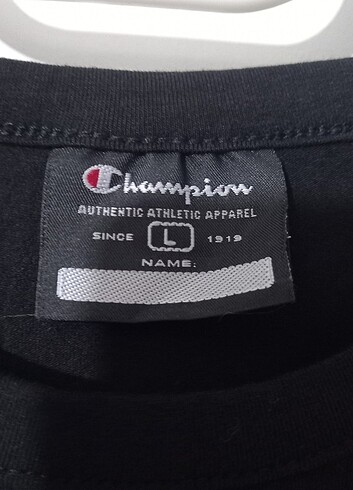 Champion
AUTHENTIC ATHLETIC APPAREL
SINCE L 1919
NAME: